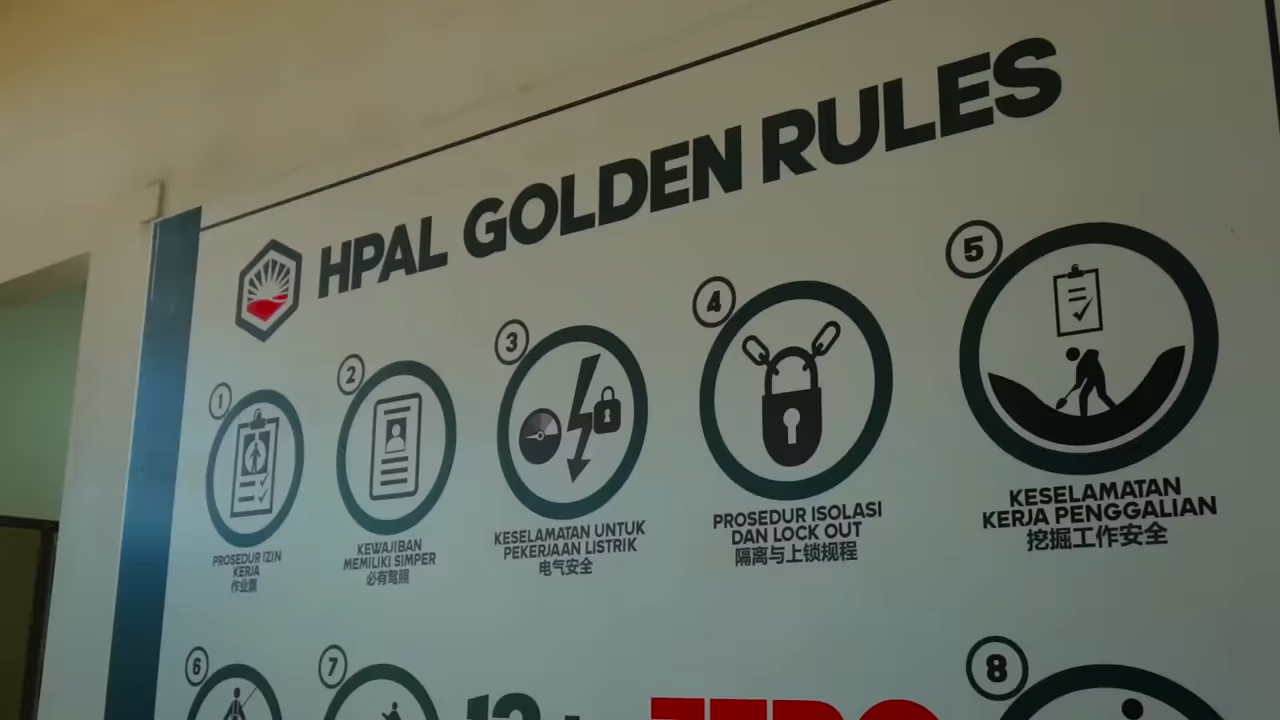 HPAL GOLDEN RULES
1
PROSEDUR IZIN
KERJA
作业票
2
KEWAJIBAN
MEMILIKI SIMPER
必有驾照
3
KESELAMATAN UNTUK
PEKERJAAN LISTRIK
电气安全
4
PROSEDUR ISOLASI
DAN LOCK OUT
隔离与上锁规程
5
KESELAMATAN
KERJA PENGGALIAN
挖掘工作安全
6
7
8